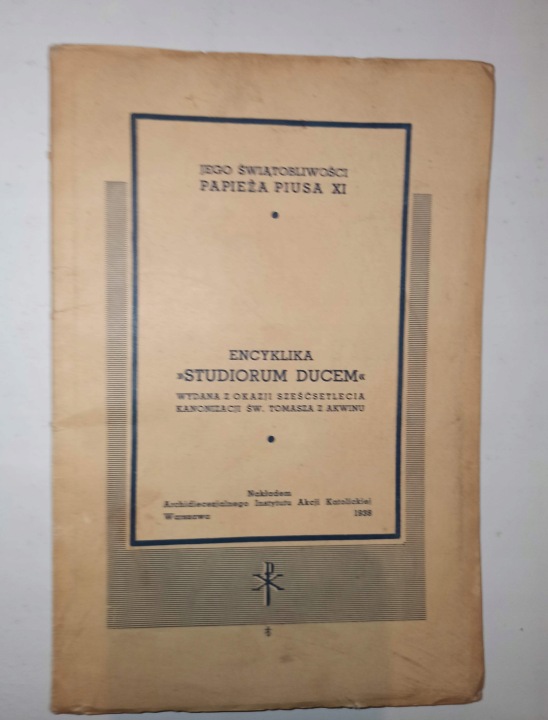 JEGO ŚWIĄTOBLIWOŚCI
PAPIEŻA PIUSA XI
ENCYKLIKA
»STUDIORUM DUCEM«
WYDANA Z OKAZJI SZEŚĆSETLECIA
KANONIZACJI ŚW. TOMASZA Z AKWINU
Nakładem
Archidiecezjalnego Instytutu Akcji Katolickiej
Warszawa 1938